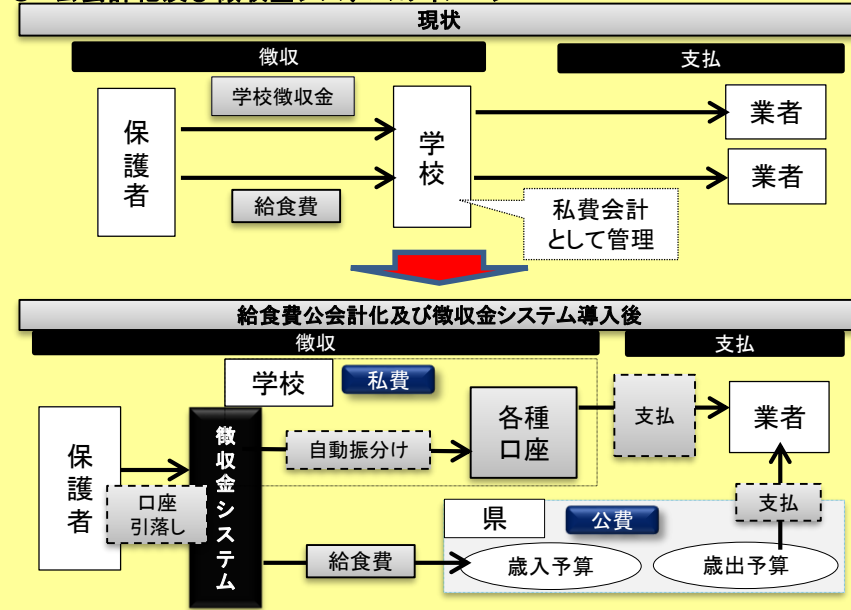 現状
徴収
支払
学校徴収金
保護者
学校
業者
給食費
業者
私費会計
として管理
給食費公会計化及び徴収金システム導入後
徴収
支払
学校
私費
保護者
口座
引落し
徴収金システム
自動振分け
各種
口座
支払
業者
支払
県
公費
給食費
歳入予算
歳出予算